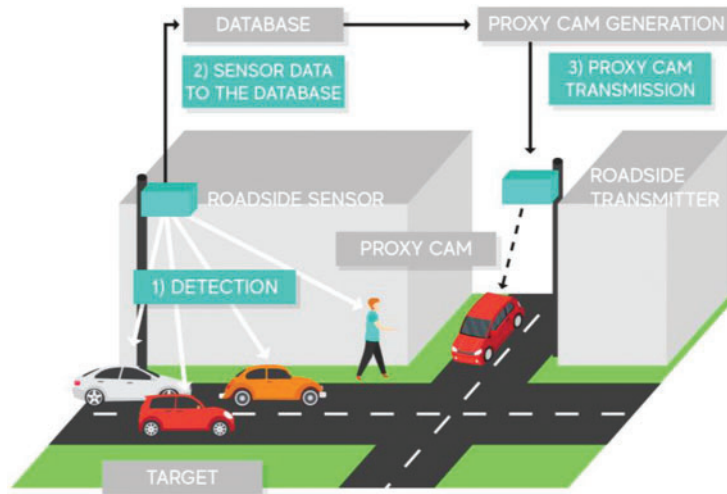 DATABASE
PROXY CAM GENERATION
2) SENSOR DATA
TO THE DATABASE
3) PROXY CAM
TRANSMISSION
ROADSIDE SENSOR
ROADSIDE
TRANSMITTER
PROXY CAM
1) DETECTION
TARGET